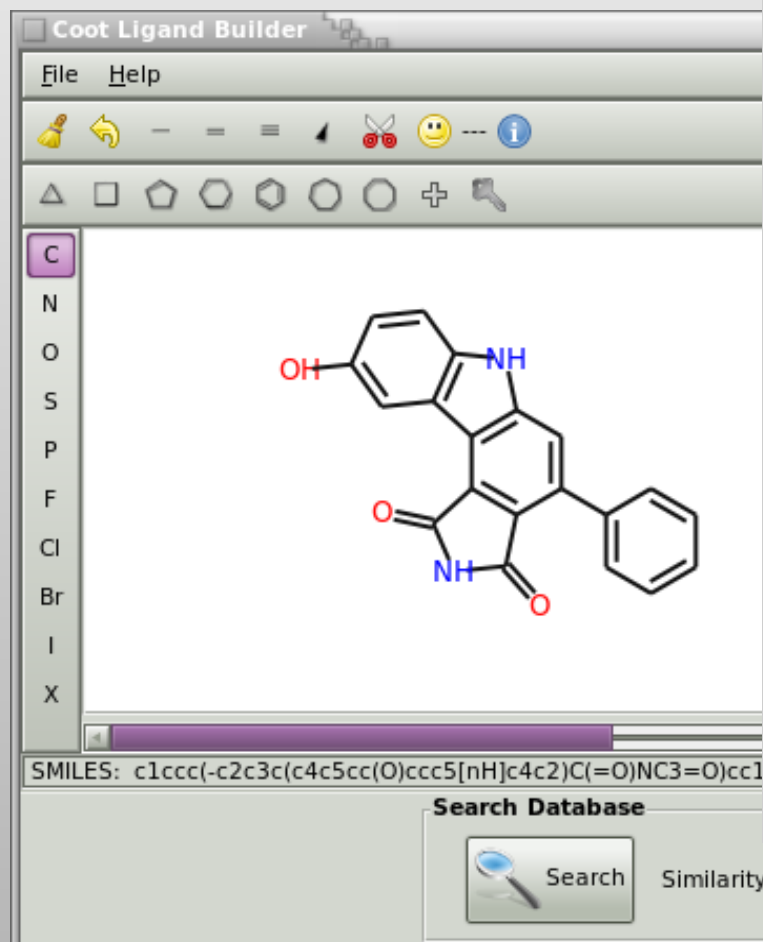 Coot Ligand Builder
File Help
---
C
N
O
S
P
F
Cl
Br
I
X
NH
OH
O
NH
O
SMILES: c1ccc(-c2c3c(c4c5cc(O)ccc5[nH]c4c2)C(=O)NC3=O)cc1
Search Database
Search Similarity